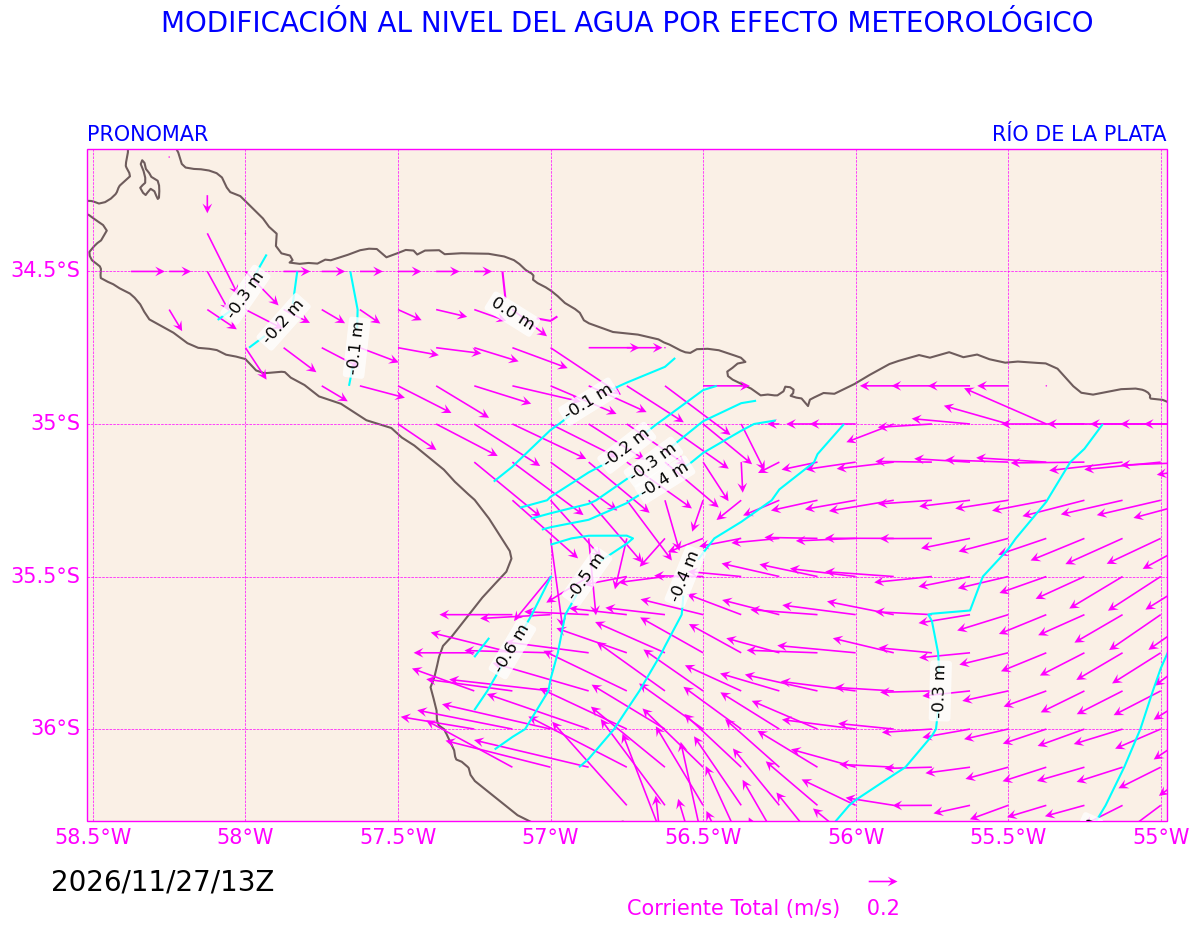 MODIFICACIÓN AL NIVEL DEL AGUA POR EFECTO METEOROLÓGICO
PRONOMAR
RÍO DE LA PLATA
34.5°S
35°S
35.5°S
36°S
-0.3 m
-0.2 m
-0.1 m
0.0 m
-0.1 m
-0.2 m
-0.3 m
-0.4 m
-0.5 m
-0.4 m
-0.6 m
-0.3 m
58.5°W
58°W
57.5°W
57°W
56.5°W
56°W
55.5°W
55°W
2026/11/27/13Z
Corriente Total (m/s) 0.2